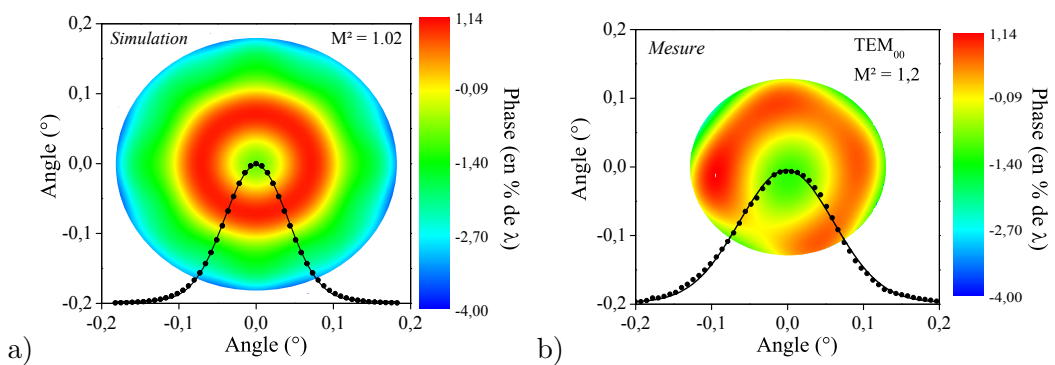 Simulation
M² = 1.02
0,2
0,1
0,0
-0,1
-0,2
-0,2
-0,1
0,0
0,1
0,2
Angle (°)
Angle (°)
1,14
-0.09
-1,40
-2,70
-4,00
Phase (en % de λ)
a)
Mesure
TEM₀₀
M² = 1,2
0,2
0,1
0,0
-0,1
-0,2
-0,2
-0,1
0,0
0,1
0,2
Angle (°)
Angle (°)
1,14
-0,09
-1,40
-2,70
-4,00
Phase (en % de λ)
b)